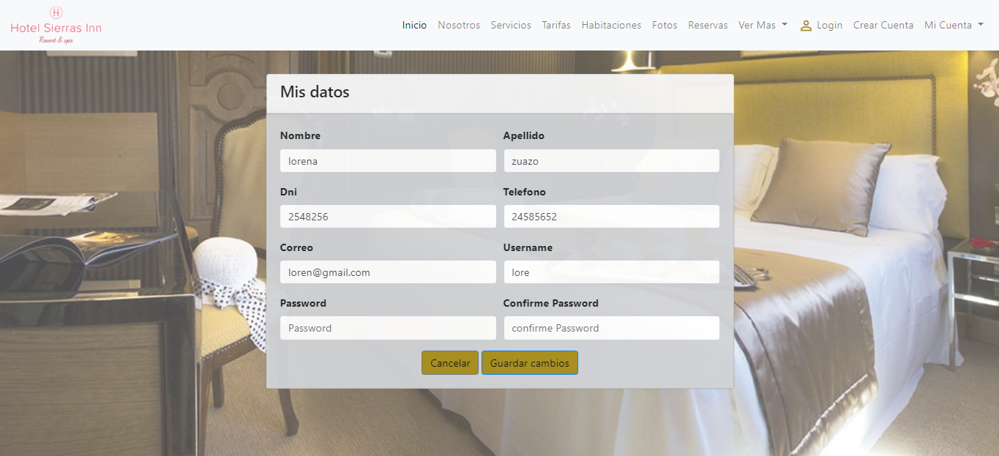 Hotel Sierras Inn
Resort & spa
Inicio Nosotros Servicios Tarifas Habitaciones Fotos Reservas Ver Mas Login Crear Cuenta Mi Cuenta
Mis datos
Nombre Apellido
lorena zuazo
Dni Telefono
2548256 24585652
Correo Username
loren@gmail.com lore
Password Confirme Password
Password confirme Password
Cancelar Guardar cambios